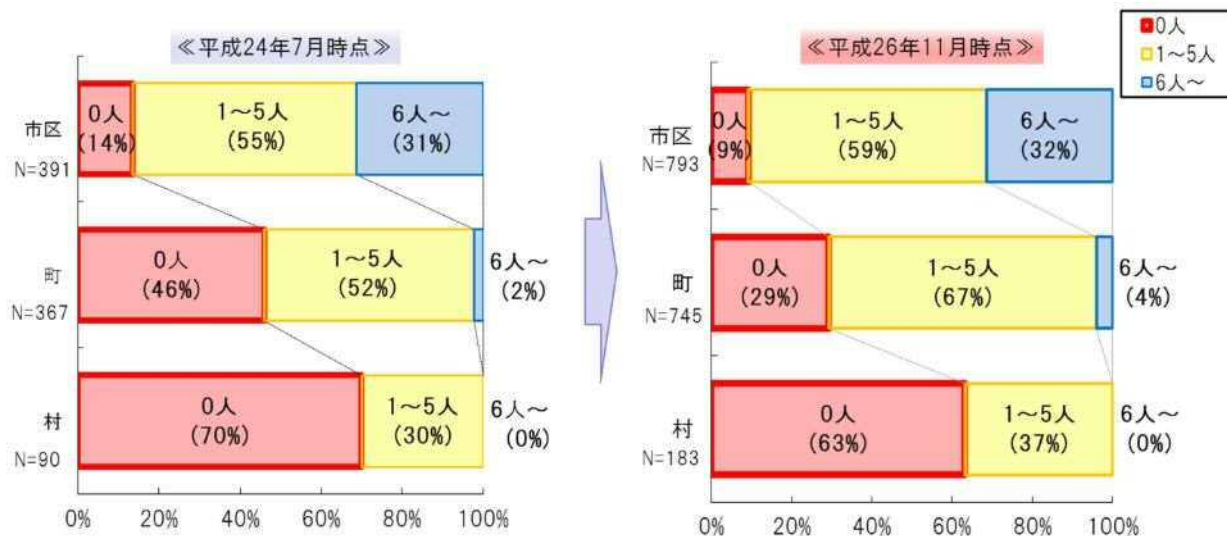 ≪平成24年7月時点≫
市区
N=391
0人
(14%)
1～5人
(55%)
6人～
(31%)
町
N=367
0人
(46%)
1～5人
(52%)
6人～
(2%)
村
N=90
0人
(70%)
1～5人
(30%)
6人～
(0%)
0% 20% 40% 60% 80% 100%
≪平成26年11月時点≫
0人
1～5人
6人～
市区
N=793
0人
(9%)
1～5人
(59%)
6人～
(32%)
町
N=745
0人
(29%)
1～5人
(67%)
6人～
(4%)
村
N=183
0人
(63%)
1～5人
(37%)
6人～
(0%)
0% 20% 40% 60% 80% 100%